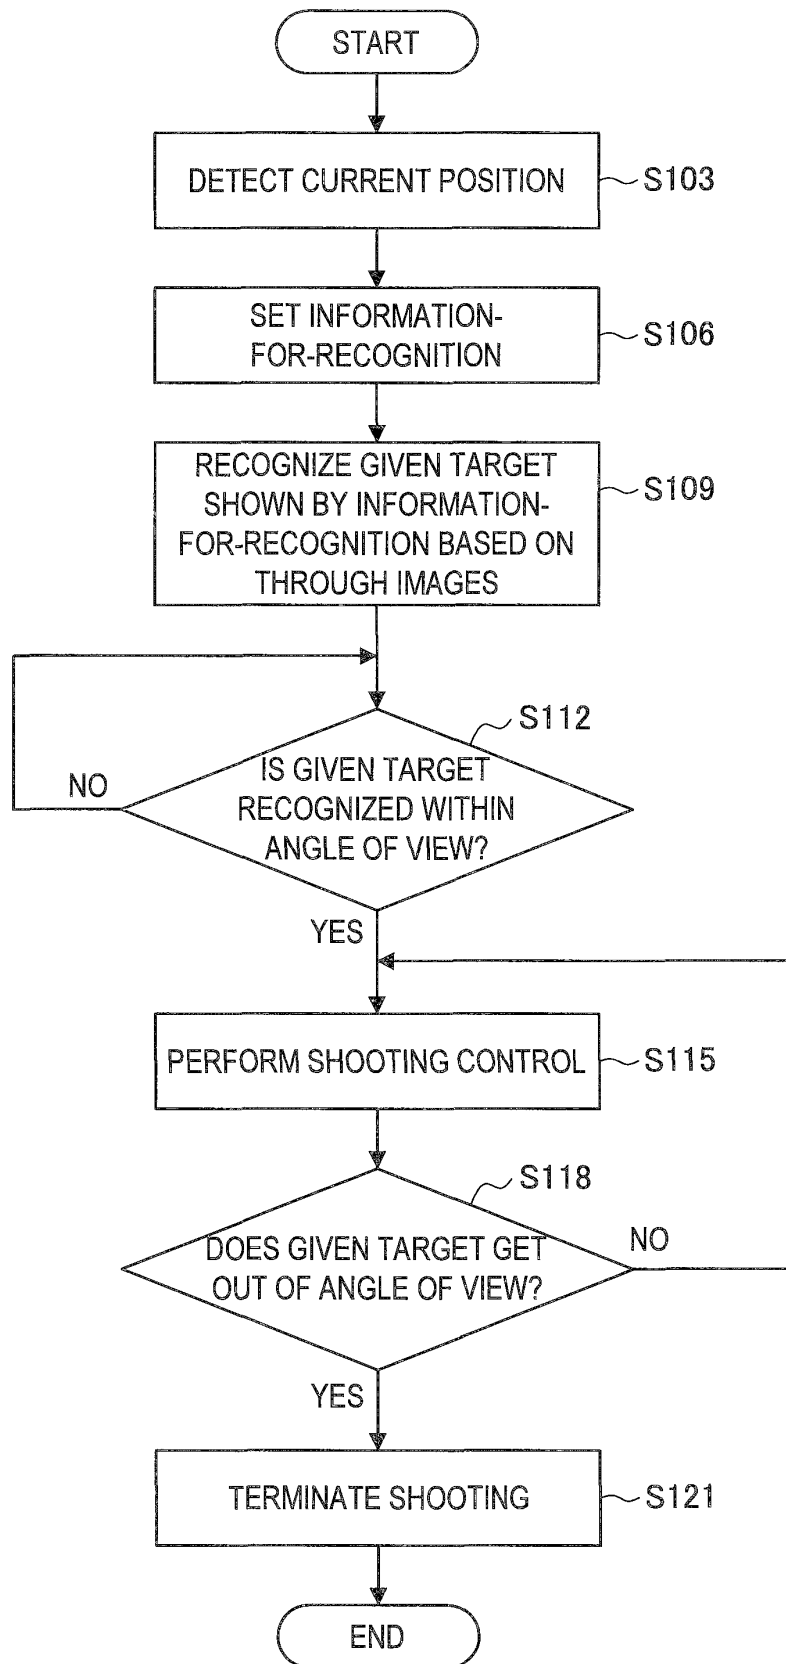 START
DETECT CURRENT POSITION
S103
SET INFORMATION-
FOR-RECOGNITION
S106
RECOGNIZE GIVEN TARGET
SHOWN BY INFORMATION-
FOR-RECOGNITION BASED ON
THROUGH IMAGES
S109
S112
IS GIVEN TARGET
RECOGNIZED WITHIN
ANGLE OF VIEW?
NO
YES
PERFORM SHOOTING CONTROL
S115
S118
DOES GIVEN TARGET GET
OUT OF ANGLE OF VIEW?
NO
YES
TERMINATE SHOOTING
S121
END